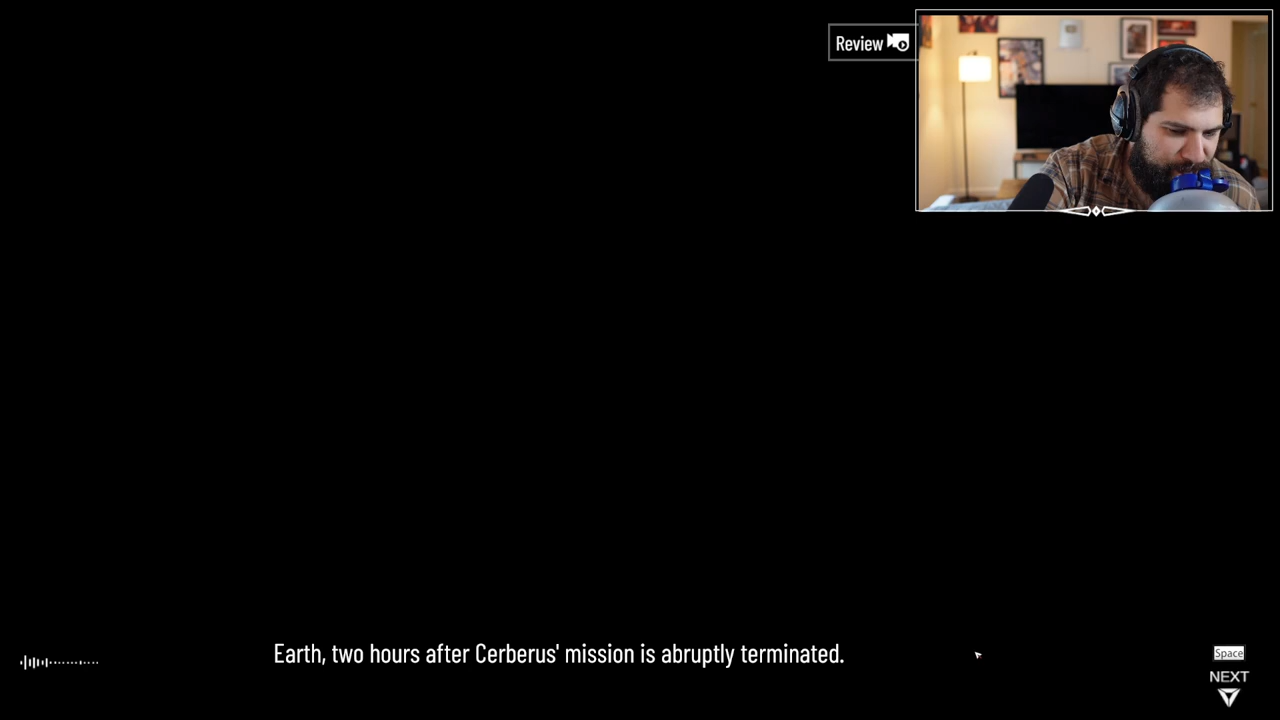 Review
Earth, two hours after Cerberus' mission is abruptly terminated.
Space
NEXT